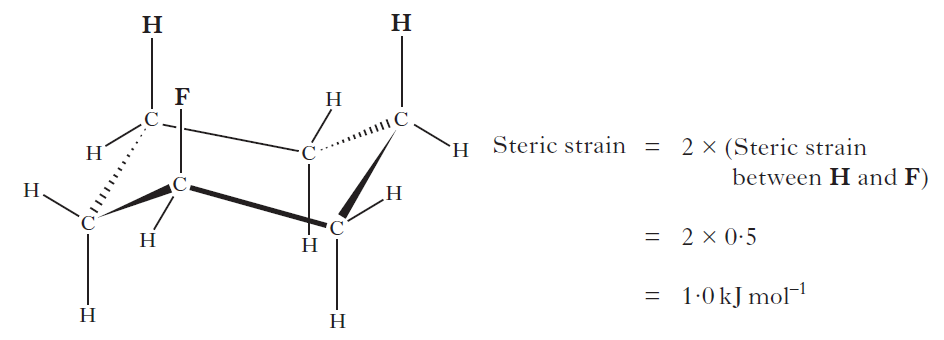 H
H
F
H
C
C
H
C
H
Steric strain = 2 × (Steric strain
between H and F)
H
C
H
C
H
C
H
= 2 × 0·5
= 1·0 kJ mol⁻¹
H
H